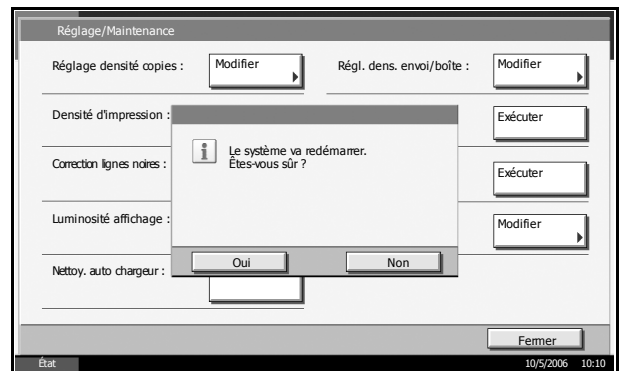 Réglage/Maintenance
Réglage densité copies : Modifier Régl. dens. envoi/boîte : Modifier
Densité d'impression : Exécuter
Le système va redémarrer.
Êtes-vous sûr ?
Correction lignes noires : Exécuter
Luminosité affichage : Modifier
Oui Non
Nettoy. auto chargeur :
Fermer
État 10/5/2006 10:10